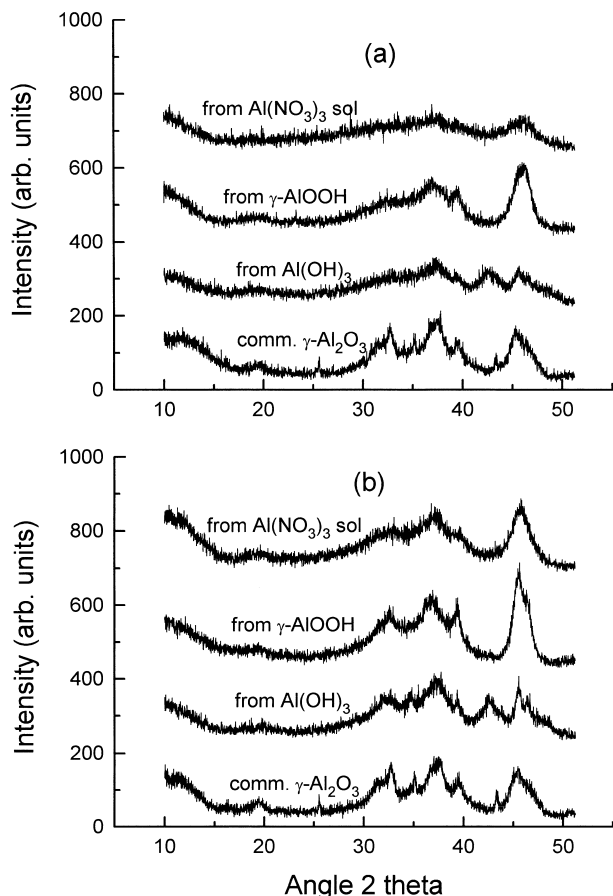 1000
(a)
800
from Al(NO₃)₃ sol
600
from γ-AlOOH
400
from Al(OH)₃
200
comm. γ-Al₂O₃
0
10 20 30 40 50
Intensity (arb. units)
1000
(b)
800
from Al(NO₃)₃ sol
600
from γ-AlOOH
400
from Al(OH)₃
200
comm. γ-Al₂O₃
0
10 20 30 40 50
Intensity (arb. units)
Angle 2 theta